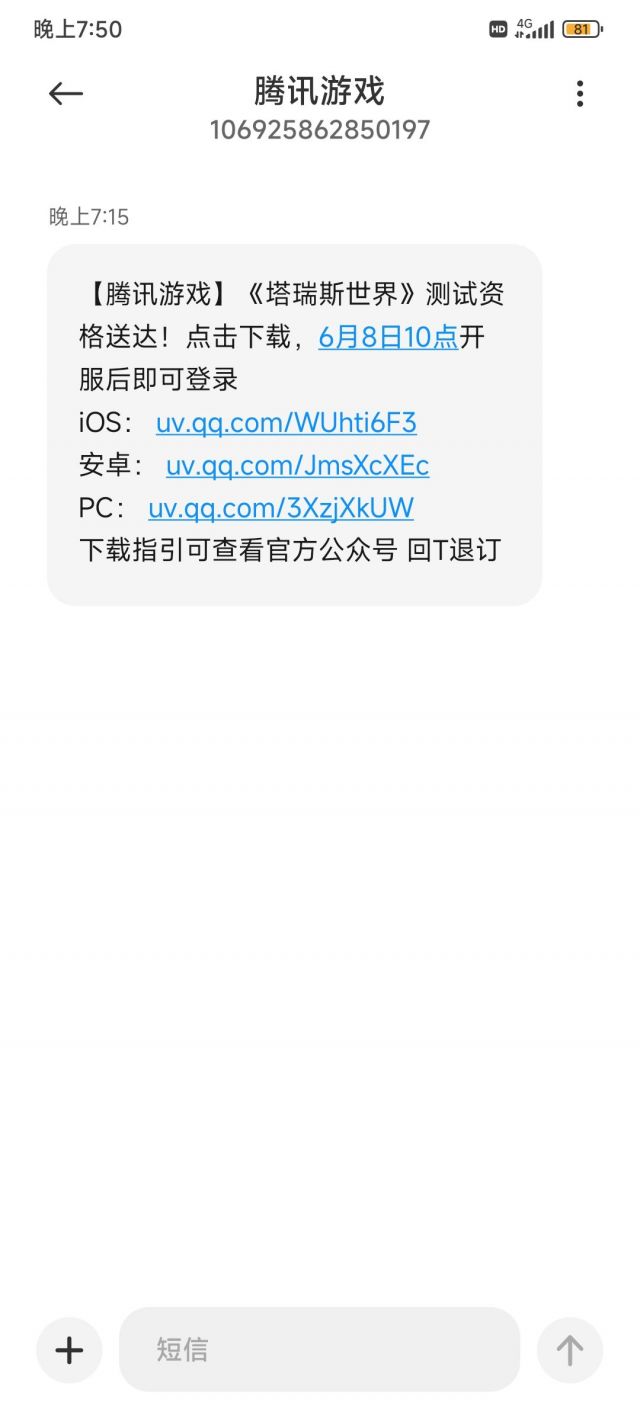 晚上7:50
HD 4G 81
腾讯游戏
106925862850197
晚上7:15
【腾讯游戏】《塔瑞斯世界》测试资
格送达！点击下载，6月8日10点开
服后即可登录
iOS： uv.qq.com/WUhti6F3
安卓： uv.qq.com/JmsXcXEc
PC： uv.qq.com/3XzjXkUW
下载指引可查看官方公众号 回T退订
短信